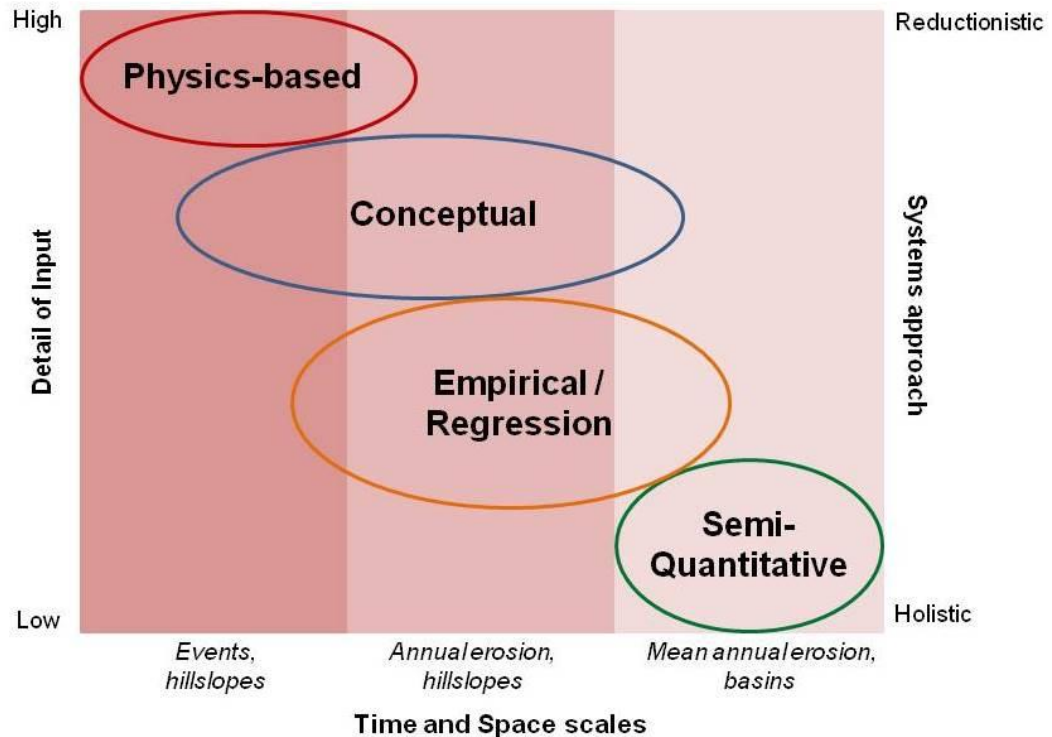 High
Reductionistic
Physics-based
Conceptual
Detail of Input
Systems approach
Empirical /
Regression
Semi-
Quantitative
Low
Holistic
Events,
hillslopes
Annual erosion,
hillslopes
Mean annual erosion,
basins
Time and Space scales